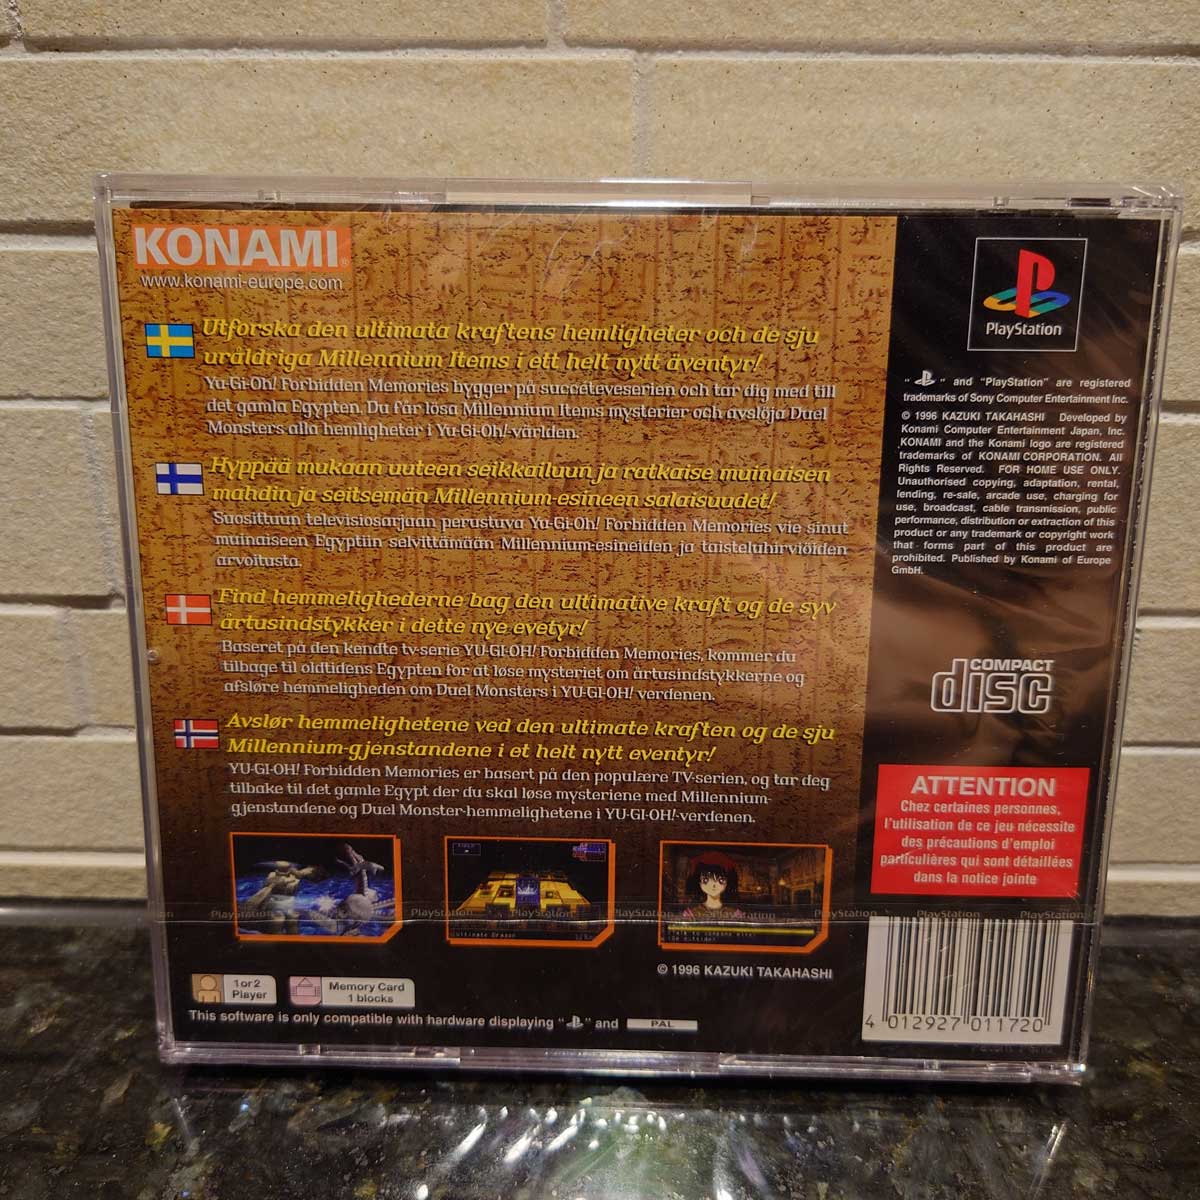 KONAMI®
www.konami-europe.com
Utforska den ultimata kraftens hemligheter och de sju
uråldriga Millennium Items i ett helt nytt äventyr!
Yu-Gi-Oh! Forbidden Memories bygger på succéteveserien och tar dig med till
det gamla Egypten. Du får lösa Millennium Items mysterier och avslöja Duel
Monsters alla hemligheter i Yu-Gi-Oh!-världen.
Hyppää mukaan uuteen seikkailuun ja ratkaise muinaisen
mahdin ja seitsemän Millennium-esineen salaisuudet!
Suosittuun televisiosarjaan perustuva Yu-Gi-Oh! Forbidden Memories vie sinut
muinaiseen Egyptiin selvittämään Millennium-esineiden ja taisteluhirviöiden
arvoitusta.
Find hemmelighederne bag den ultimative kraft og de syv
årtusindstykker i dette nye evetyr!
Baseret på den kendte tv-serie YU-GI-OH! Forbidden Memories, kommer du
tilbage til oldtidens Egypten for at løse mysteriet om årtusindstykkerne og
afsløre hemmeligheden om Duel Monsters i YU-GI-OH! verdenen.
Avslør hemmelighetene ved den ultimate kraften og de sju
Millennium-gjenstandene i et helt nytt eventyr!
YU-GI-OH! Forbidden Memories er basert på den populære TV-serien, og tar deg
tilbake til det gamle Egypt der du skal løse mysteriene med Millennium-
gjenstandene og Duel Monster-hemmelighetene i YU-GI-OH!-verdenen.
Ultimate Dragon
PlayStation PlayStation PlayStation PlayStation PlayStation PlayStation PlayStation
© 1996 KAZUKI TAKAHASHI
1 or 2
Player
Memory Card
1 blocks
This software is only compatible with hardware displaying " " and PAL
PlayStation
" " and "PlayStation" are registered
trademarks of Sony Computer Entertainment Inc.
© 1996 KAZUKI TAKAHASHI Developed by
Konami Computer Entertainment Japan, Inc.
KONAMI and the Konami logo are registered
trademarks of KONAMI CORPORATION. All
Rights Reserved. FOR HOME USE ONLY.
Unauthorised copying, adaptation, rental,
lending, re-sale, arcade use, charging for
use, broadcast, cable transmission, public
performance, distribution or extraction of this
product or any trademark or copyright work
that forms part of this product are
prohibited. Published by Konami of Europe
GmbH.
COMPACT
disc
ATTENTION
Chez certaines personnes,
l'utilisation de ce jeu nécessite
des précautions d'emploi
particulières qui sont détaillées
dans la notice jointe
4 012927 011720